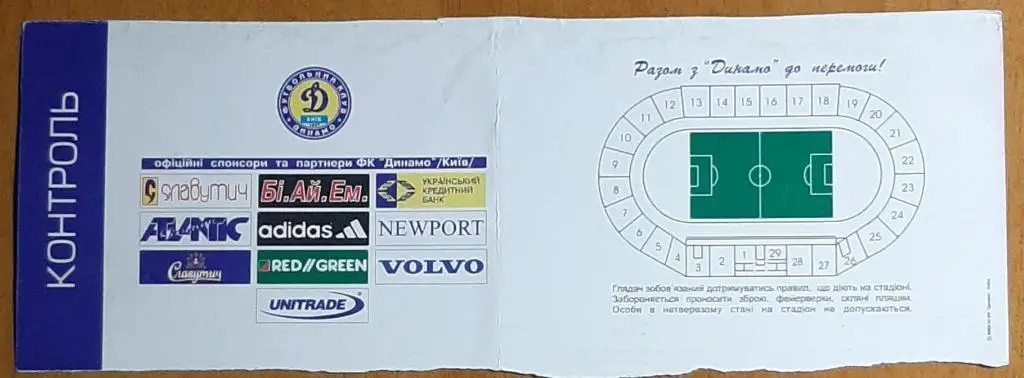 КОНТРОЛЬ
ФУТБОЛЬНИЙ КЛУБ
Д
КИЇВ
ДИНАМО
офіційні спонсори та партнери ФК "Динамо"/Київ/
Славутич
Бі.Ай.Ем.
УКРАЇНСЬКИЙ
КРЕДИТНИЙ
БАНК
ATLANTIC
adidas
NEWPORT
Славутич
RED//GREEN
VOLVO
UNITRADE
Разом з "Динамо" до перемоги!
12 13 14 15 16 17 18 19
11 20
10 21
9 22
8 23
7 24
6 25
5 26
4 3 2 1 29 28 27
Глядач зобов'язаний дотримуватись правил, що діють на стадіоні.
Забороняється проносити зброю, фейерверки, скляні пляшки.
Особи в нетверезому стані на стадіон не допускаються.